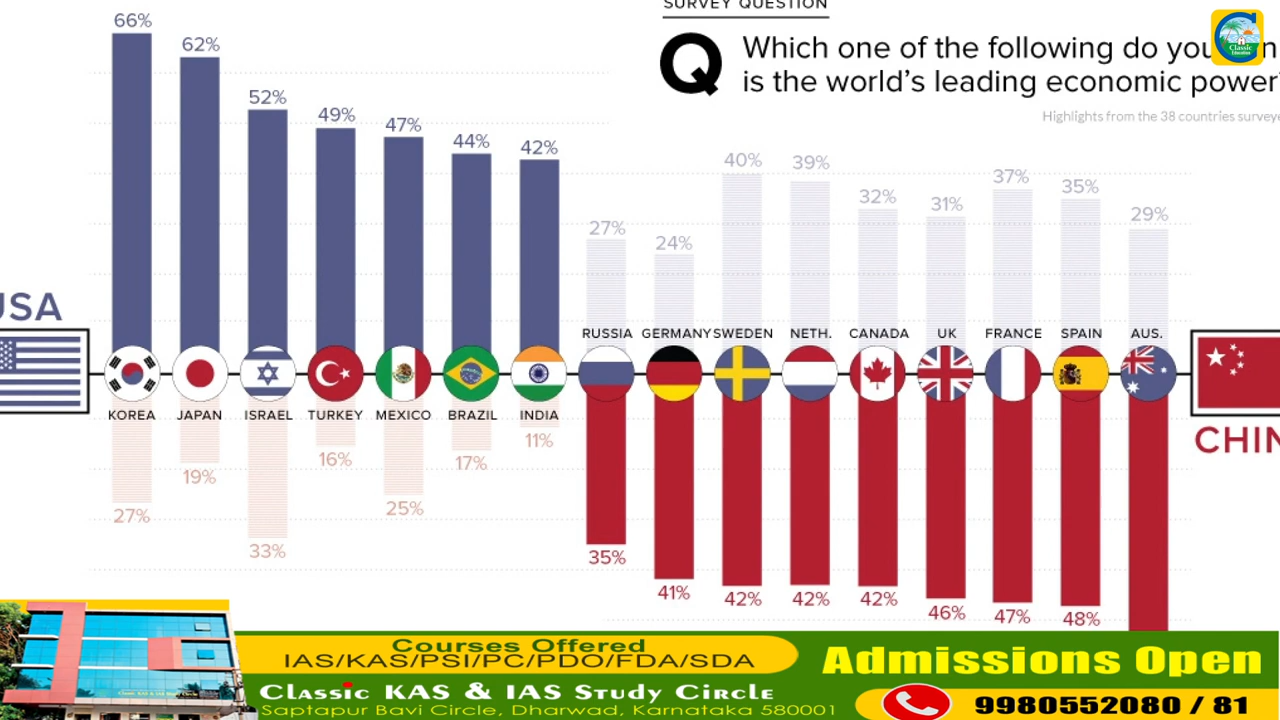 SURVEY QUESTION
Q
Which one of the following do you
is the world's leading economic power
Highlights from the 38 countries surveye
Classic
Education
66%
62%
52%
49%
47%
44%
42%
27%
24%
40%
39%
32%
31%
37%
35%
29%
USA
RUSSIA GERMANY SWEDEN NETH. CANADA UK FRANCE SPAIN AUS.
KOREA JAPAN ISRAEL TURKEY MEXICO BRAZIL INDIA
CHIN
27%
19%
33%
16%
25%
17%
11%
35%
41%
42%
42%
42%
46%
47%
48%
Courses Offered
IAS/KAS/PSI/PC/PDO/FDA/SDA
Classic KAS & IAS Study Circle
Saptapur Bavi Circle, Dharwad, Karnataka 580001
Admissions Open
9980552080 / 81